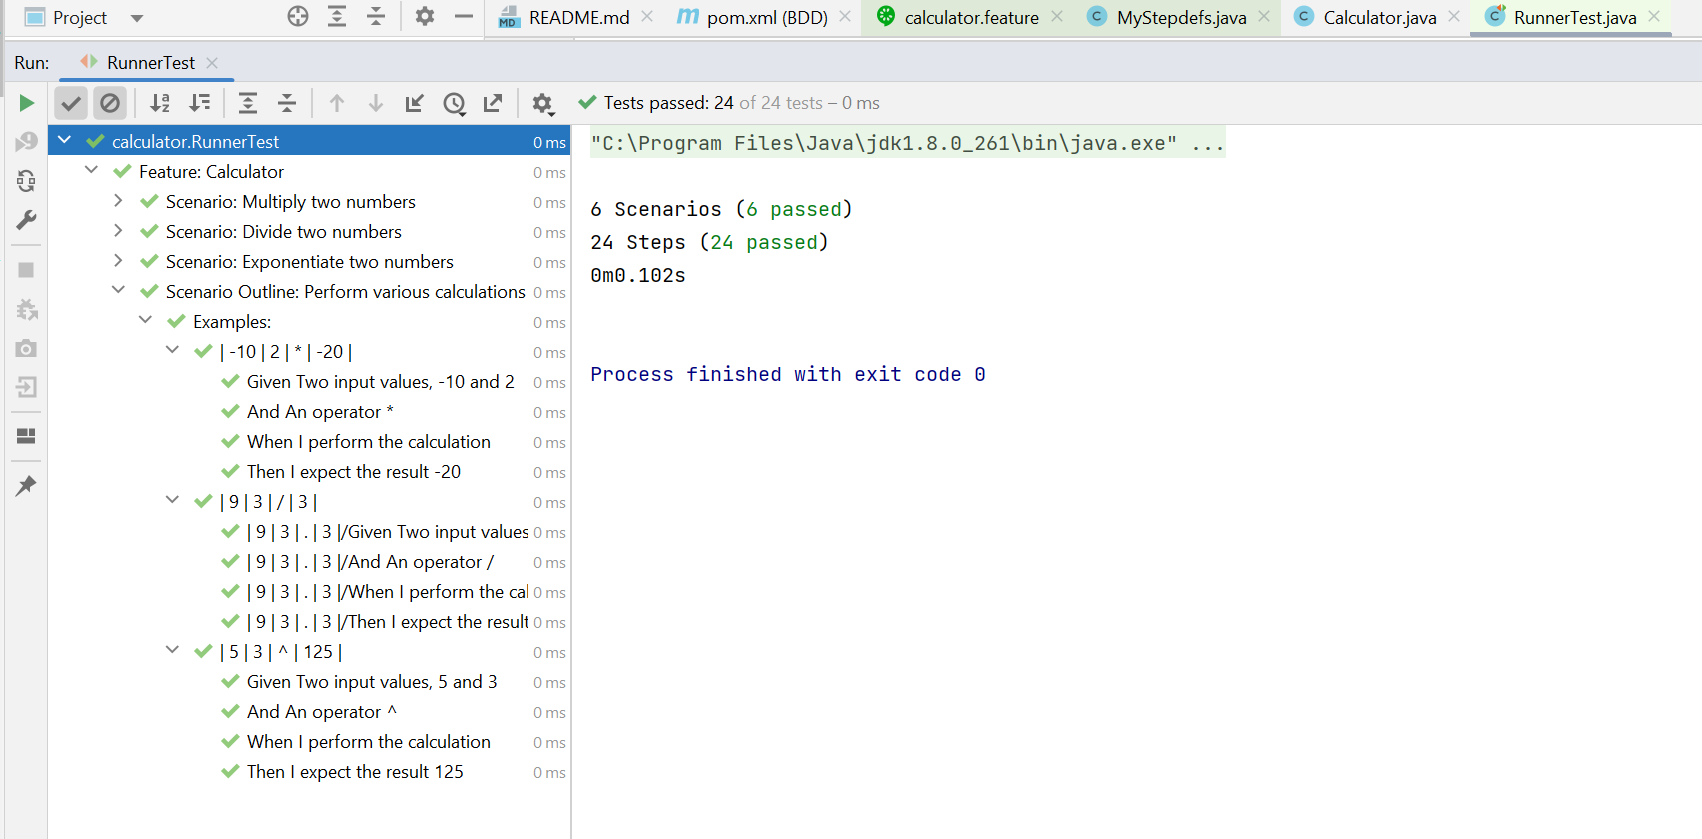 Project
MD README.md
m pom.xml (BDD)
calculator.feature
C MyStepdefs.java
C Calculator.java
C RunnerTest.java
Run: RunnerTest
Tests passed: 24 of 24 tests – 0 ms
calculator.RunnerTest 0 ms
Feature: Calculator 0 ms
Scenario: Multiply two numbers 0 ms
Scenario: Divide two numbers 0 ms
Scenario: Exponentiate two numbers 0 ms
Scenario Outline: Perform various calculations 0 ms
Examples: 0 ms
| -10 | 2 | * | -20 | 0 ms
Given Two input values, -10 and 2 0 ms
And An operator * 0 ms
When I perform the calculation 0 ms
Then I expect the result -20 0 ms
| 9 | 3 | / | 3 | 0 ms
| 9 | 3 | . | 3 |/Given Two input values 0 ms
| 9 | 3 | . | 3 |/And An operator / 0 ms
| 9 | 3 | . | 3 |/When I perform the cal 0 ms
| 9 | 3 | . | 3 |/Then I expect the result 0 ms
| 5 | 3 | ^ | 125 | 0 ms
Given Two input values, 5 and 3 0 ms
And An operator ^ 0 ms
When I perform the calculation 0 ms
Then I expect the result 125 0 ms
"C:\Program Files\Java\jdk1.8.0_261\bin\java.exe" ...
6 Scenarios (6 passed)
24 Steps (24 passed)
0m0.102s
Process finished with exit code 0